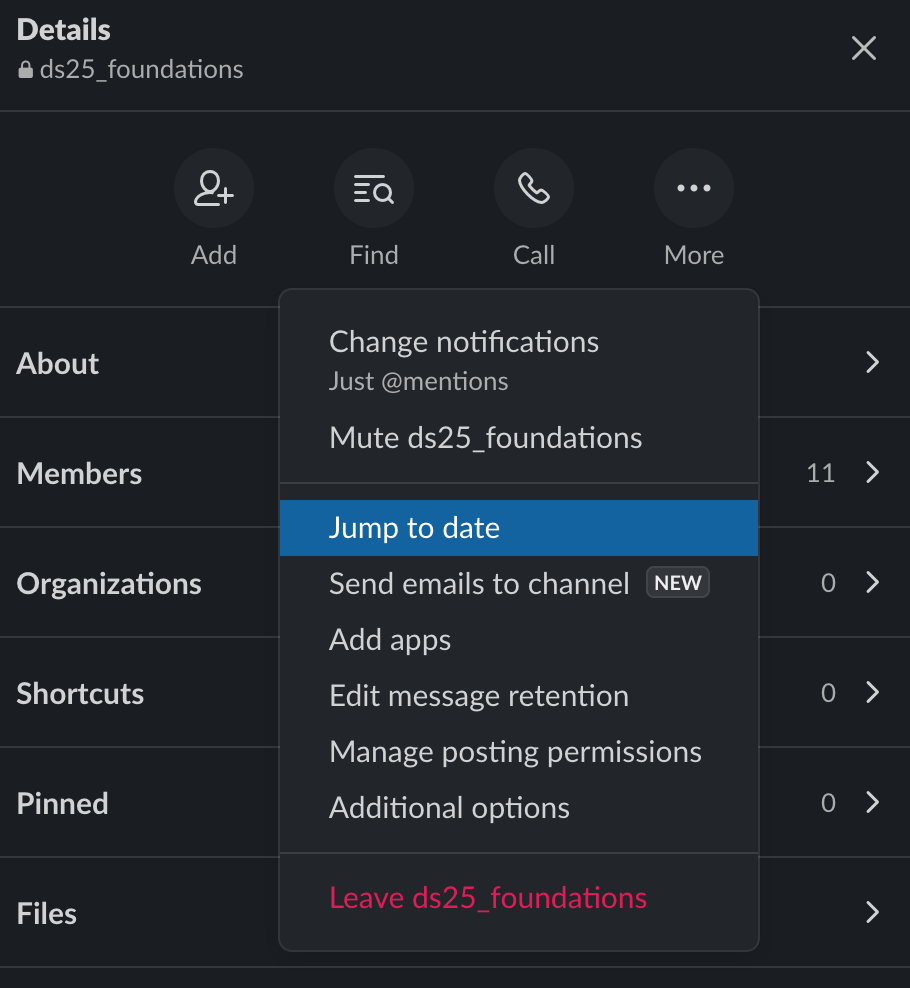 Details
ds25_foundations
Add
Find
Call
More
Change notifications
Just @mentions
Mute ds25_foundations
Jump to date
Send emails to channel NEW
Add apps
Edit message retention
Manage posting permissions
Additional options
Leave ds25_foundations
About
Members 11
Organizations 0
Shortcuts 0
Pinned 0
Files